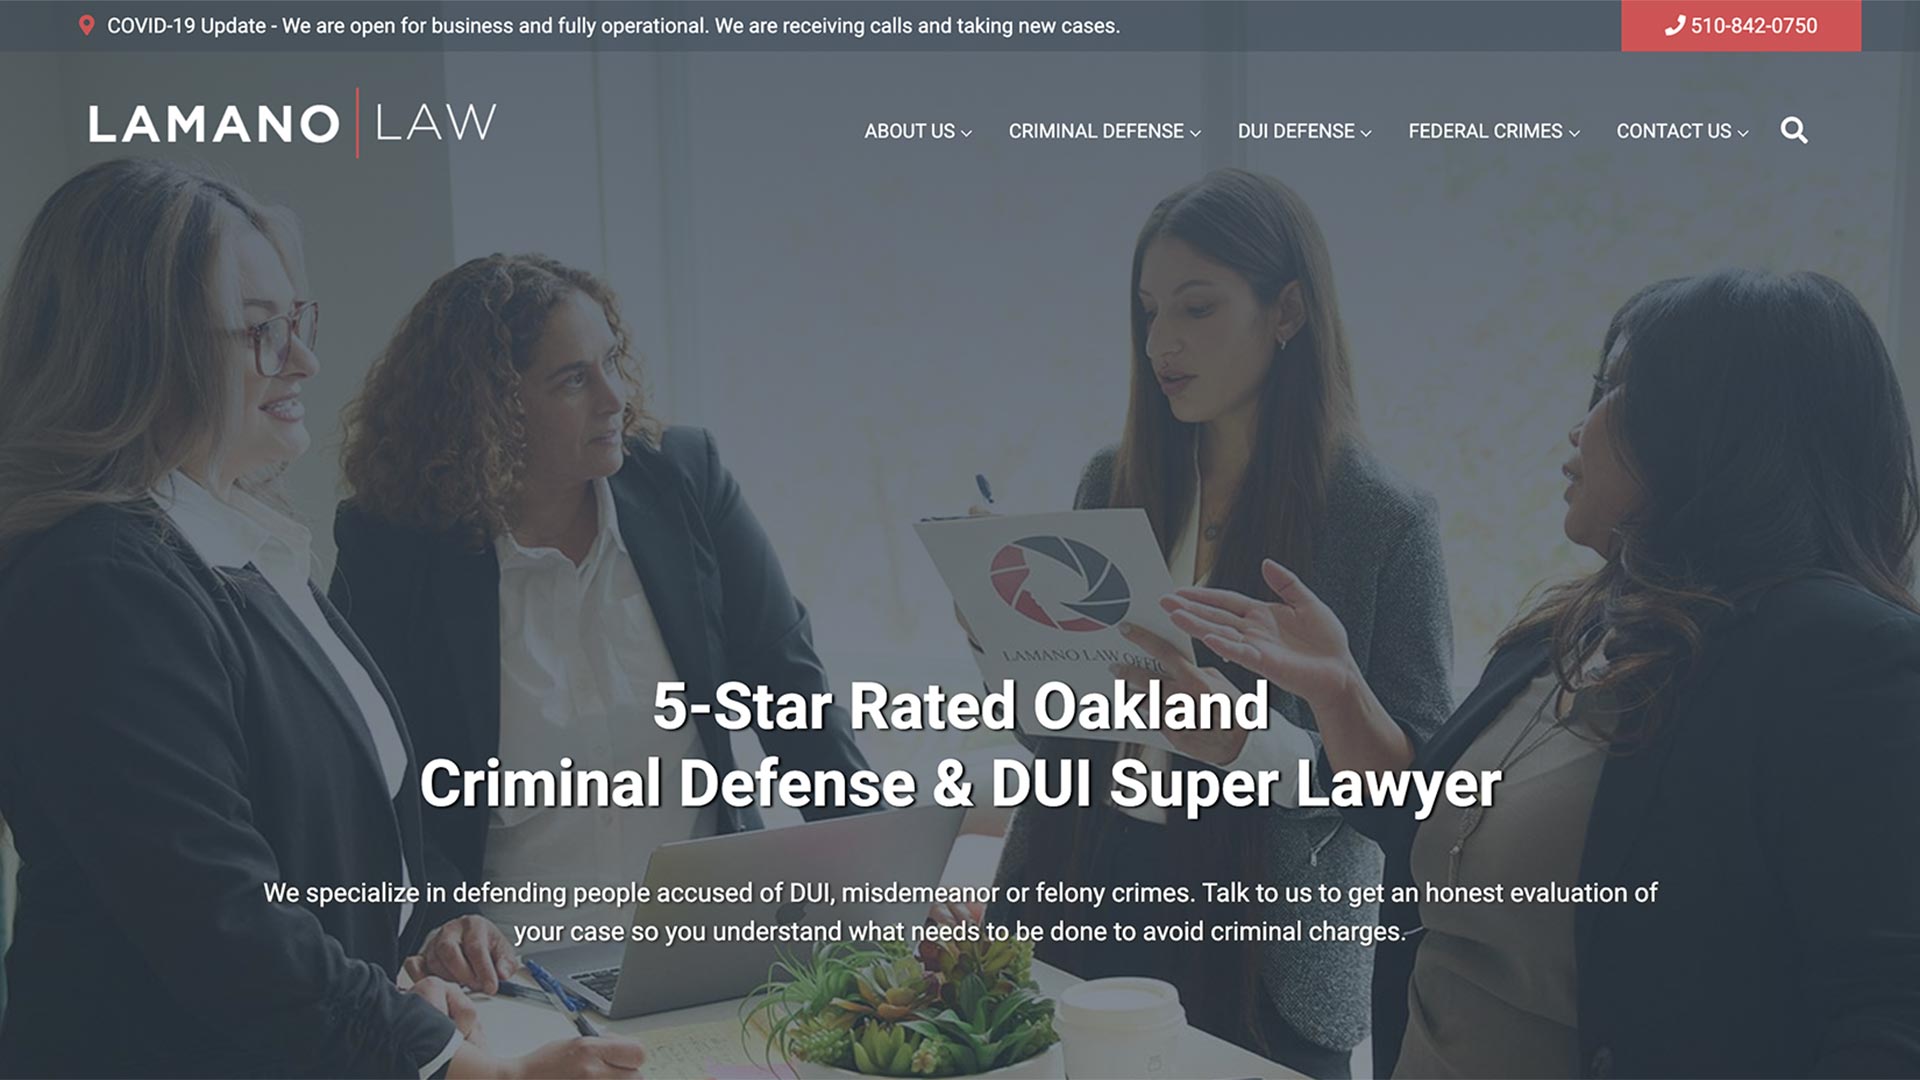 COVID-19 Update - We are open for business and fully operational. We are receiving calls and taking new cases.
510-842-0750
LAMANO | LAW
ABOUT US
CRIMINAL DEFENSE
DUI DEFENSE
FEDERAL CRIMES
CONTACT US
LAMANO LAW OFFIC
5-Star Rated Oakland
Criminal Defense & DUI Super Lawyer
We specialize in defending people accused of DUI, misdemeanor or felony crimes. Talk to us to get an honest evaluation of
your case so you understand what needs to be done to avoid criminal charges.